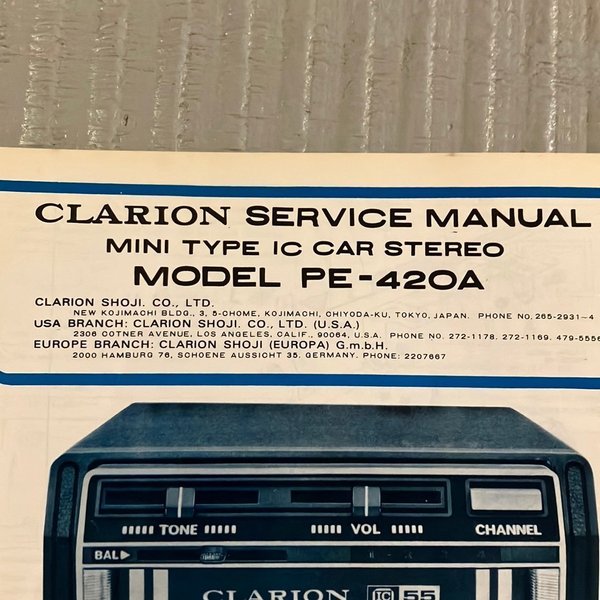 CLARION SERVICE MANUAL
MINI TYPE IC CAR STEREO
MODEL PE-420A
CLARION SHOJI. CO., LTD.
NEW KOJIMACHI BLDG., 3, 5-CHOME, KOJIMACHI, CHIYODA-KU, TOKYO, JAPAN. PHONE NO. 265-2931~4
USA BRANCH: CLARION SHOJI. CO., LTD. (U.S.A.)
2306 COTNER AVENUE, LOS ANGELES, CALIF., 90064, U.S.A. PHONE NO. 272-1178, 272-1169, 479-5556
EUROPE BRANCH: CLARION SHOJI (EUROPA) G.m.b.H.
2000 HAMBURG 76, SCHOENE AUSSICHT 35. GERMANY. PHONE: 2207667
TONE VOL CHANNEL
BAL
CLARION IC 55